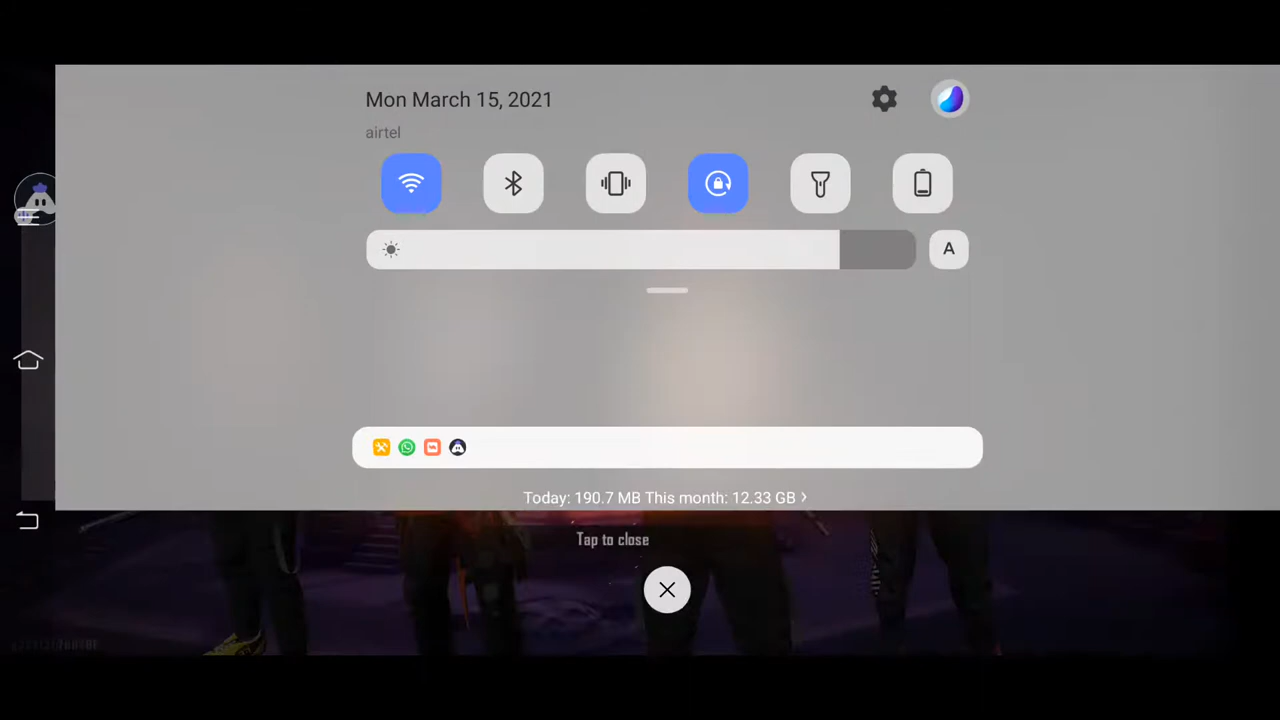 Mon March 15, 2021
airtel
A
Today: 190.7 MB This month: 12.33 GB
Tap to close